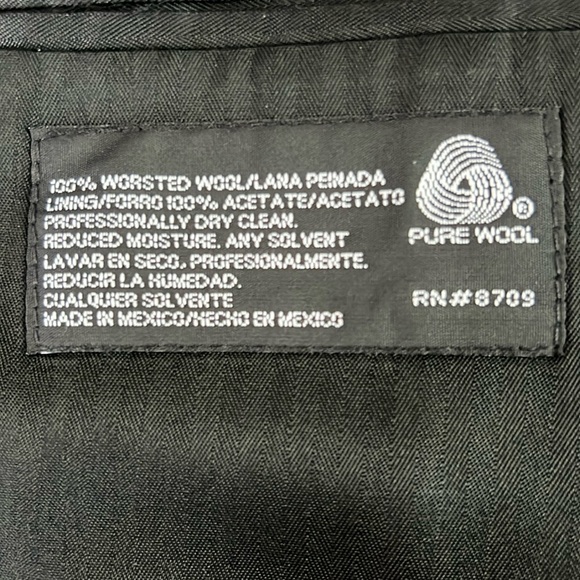 100% WORSTED WOOL/LANA PEINADA
LINING/FORRO 100% ACETATE/ACETATO
PROFESSIONALLY DRY CLEAN.
REDUCED MOISTURE. ANY SOLVENT
LAVAR EN SECO. PROFESIONALMENTE.
REDUCIR LA HUMEDAD.
CUALQUIER SOLVENTE
MADE IN MEXICO/HECHO EN MEXICO
®
PURE WOOL
RN#8709